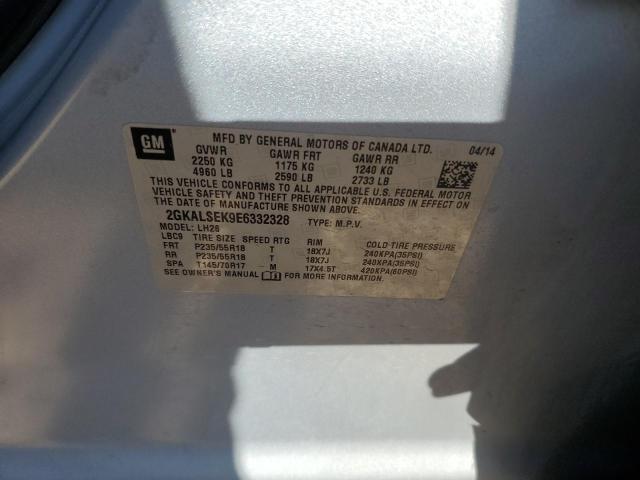 GM
MFD BY GENERAL MOTORS OF CANADA LTD. 04/14
GVWR GAWR FRT GAWR RR
2250 KG 1175 KG 1240 KG
4960 LB 2590 LB 2733 LB
THIS VEHICLE CONFORMS TO ALL APPLICABLE U.S. FEDERAL MOTOR
VEHICLE SAFETY AND THEFT PREVENTION STANDARDS IN EFFECT ON
THE DATE OF MANUFACTURE SHOWN ABOVE.
2GKALSEK9E6332328 TYPE: M.P.V.
MODEL: LH26
LBC9 TIRE SIZE SPEED RTG RIM COLD TIRE PRESSURE
FRT P235/55R18 T 18X7J 240KPA(35PSI)
RR P235/55R18 T 18X7J 240KPA(35PSI)
SPA T145/70R17 – M 17X4.5T 420KPA(60PSI)
SEE OWNER'S MANUAL